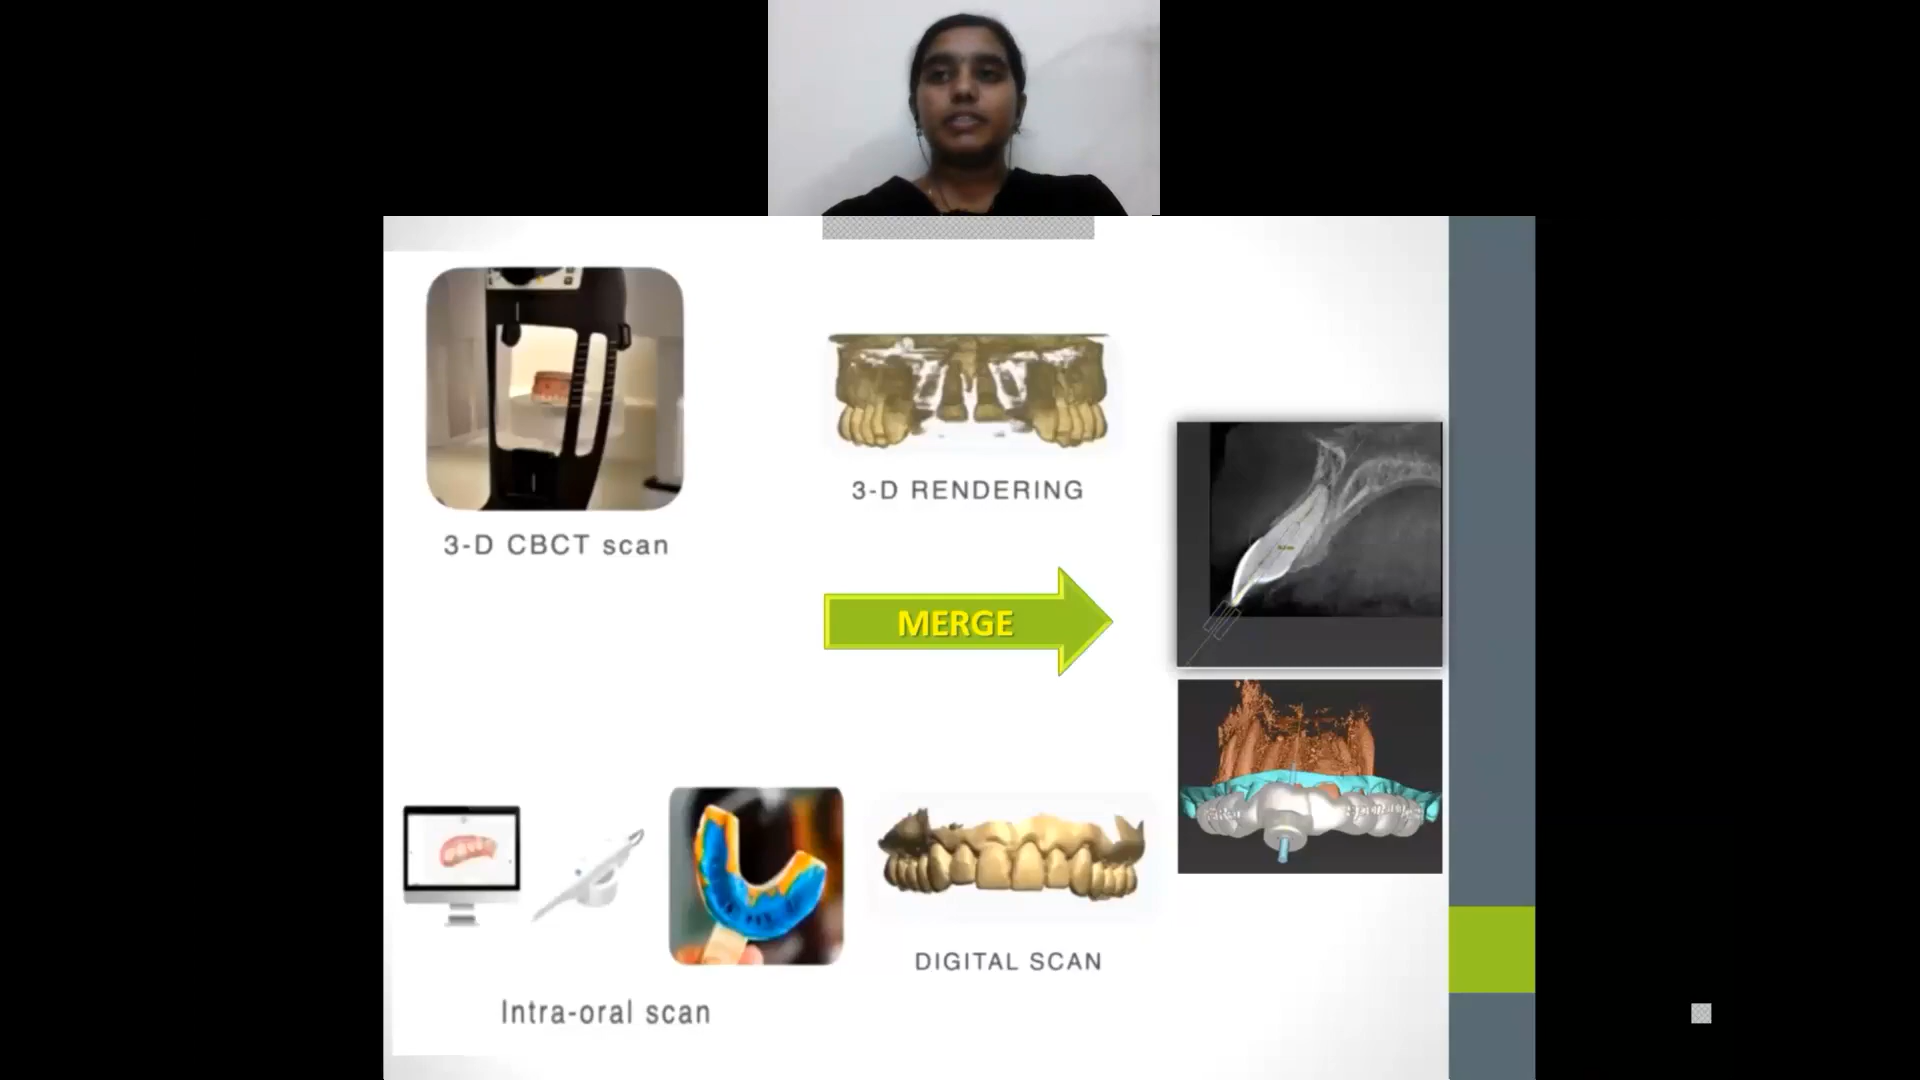 3-D CBCT scan
3-D RENDERING
MERGE
Intra-oral scan
DIGITAL SCAN